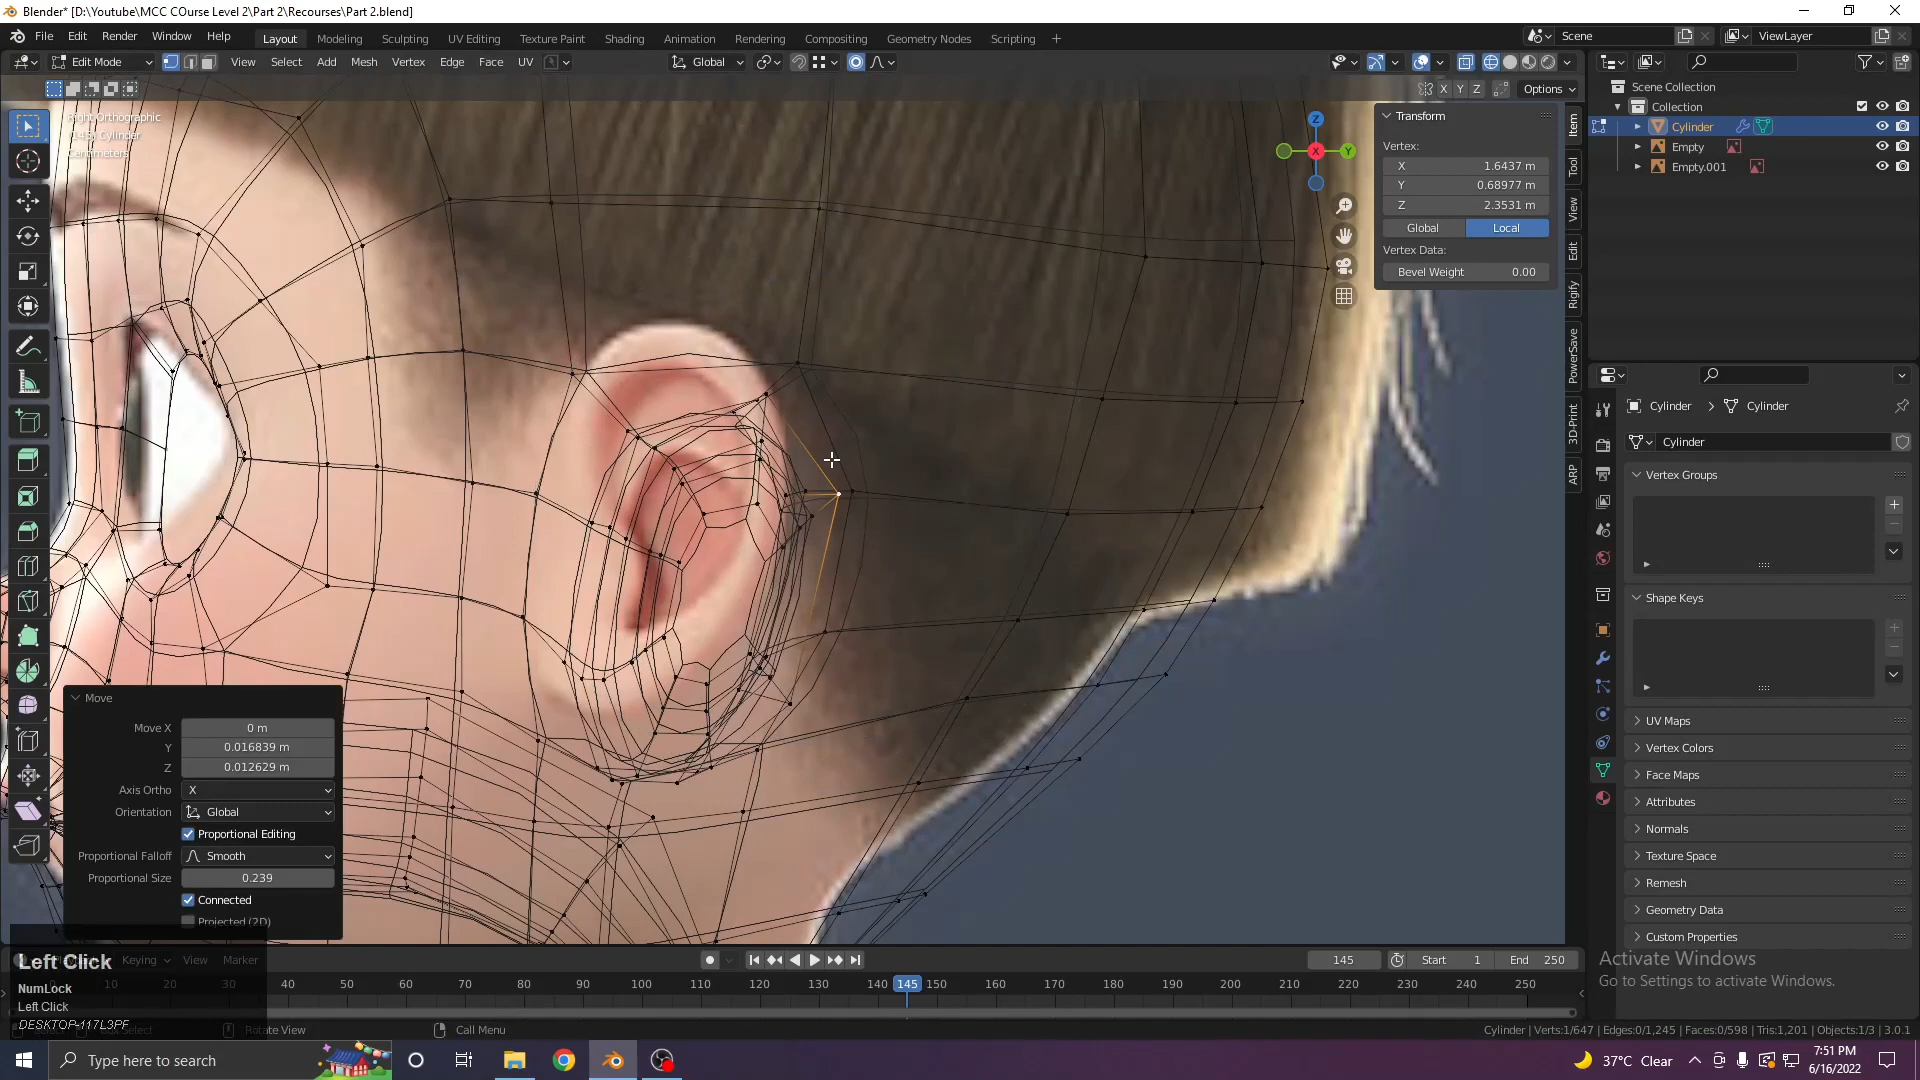 Blender* [D:\Youtube\MCC COurse Level 2\Part 2\Recourses\Part 2.blend]
File Edit Render Window Help Layout Modeling Sculpting UV Editing Texture Paint Shading Animation Rendering Compositing Geometry Nodes Scripting + Scene ViewLayer
Edit Mode View Select Add Mesh Vertex Edge Face UV Global
X Y Z Options
Right Orthographic
(145) Cylinder
Centimeters
Z
X
Y
Transform
Vertex:
X 1.6437 m
Y 0.68977 m
Z 2.3531 m
Global Local
Vertex Data:
Bevel Weight 0.00
Item
Tool
View
Edit
Rigify
PowerSave
3D-Print
ARP
Scene Collection
Collection
Cylinder
Empty
Empty.001
Cylinder > Cylinder
Cylinder
Vertex Groups
Shape Keys
UV Maps
Vertex Colors
Face Maps
Attributes
Normals
Texture Space
Remesh
Geometry Data
Custom Properties
Move
Move X 0 m
Y 0.016839 m
Z 0.012629 m
Axis Ortho X
Orientation Global
Proportional Editing
Proportional Falloff Smooth
Proportional Size 0.239
Connected
Projected (2D)
Left Click
NumLock
Left Click
DESKTOP-117L3PF
Keying View Marker
145 Start 1 End 250
10 20 30 40 50 60 70 80 90 100 110 120 130 140 145 150 160 170 180 190 200 210 220 230 240 250
Box Select Rotate View Call Menu
Activate Windows
Go to Settings to activate Windows.
Cylinder | Verts:1/647 | Edges:0/1,245 | Faces:0/598 | Tris:1,201 | Objects:1/3 | 3.0.1
Type here to search
37°C Clear
7:51 PM
6/16/2022